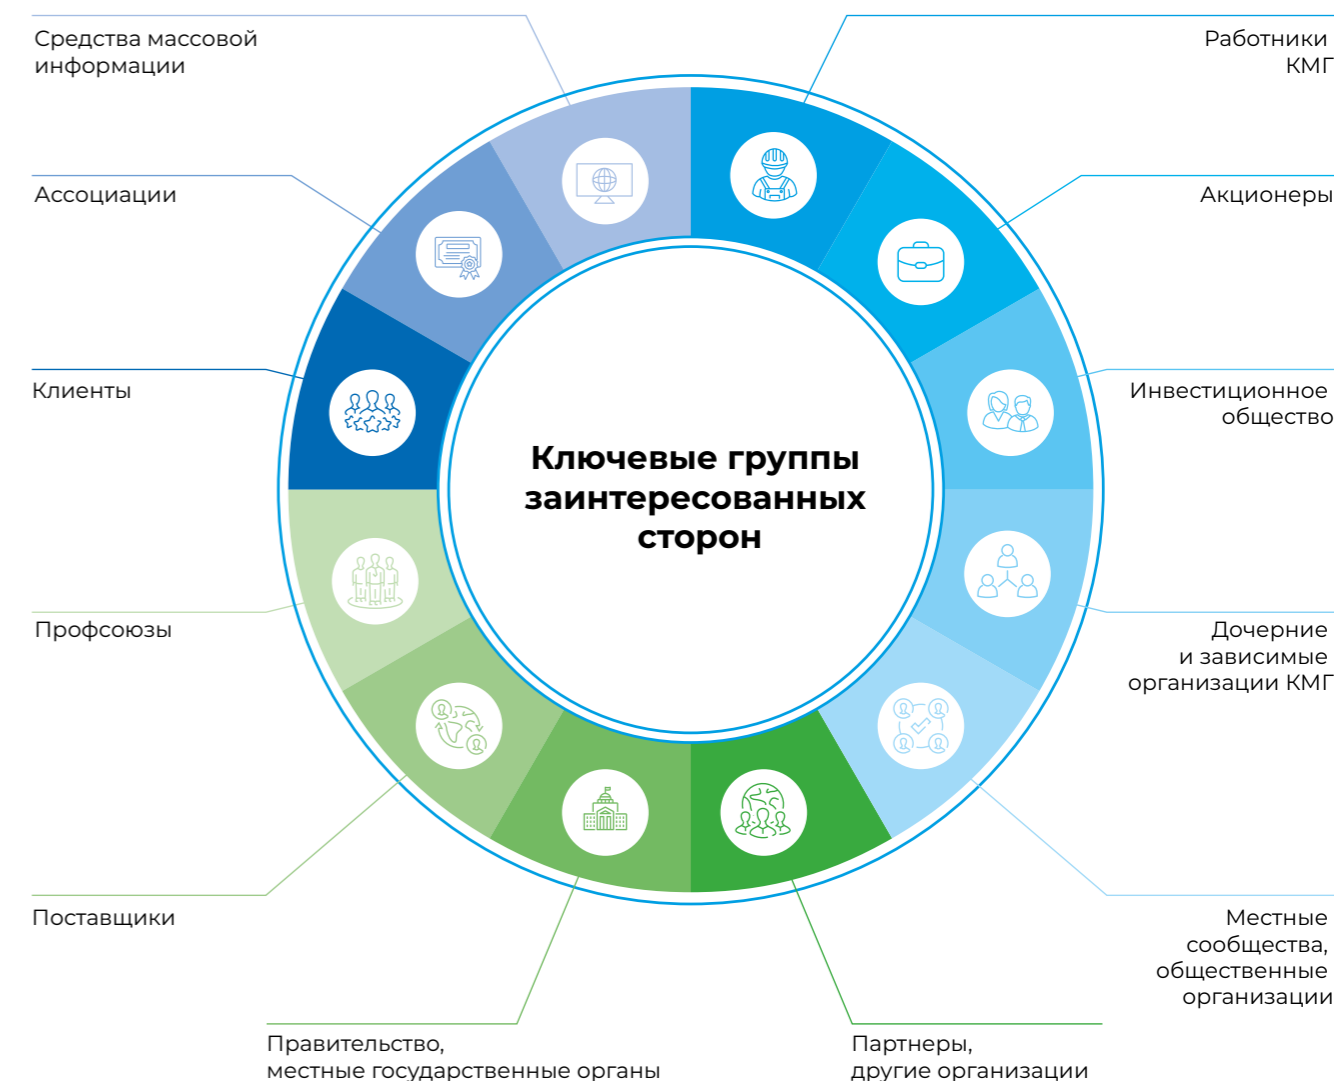 Средства массовой
информации
Работники
КМГ
Ассоциации
Акционеры
Клиенты
Инвестиционное
общество
Ключевые группы
заинтересованных
сторон
Профсоюзы
Дочерние
и зависимые
организации КМГ
Поставщики
Местные
сообщества,
общественные
организации
Правительство,
местные государственные органы
Партнеры,
другие организации